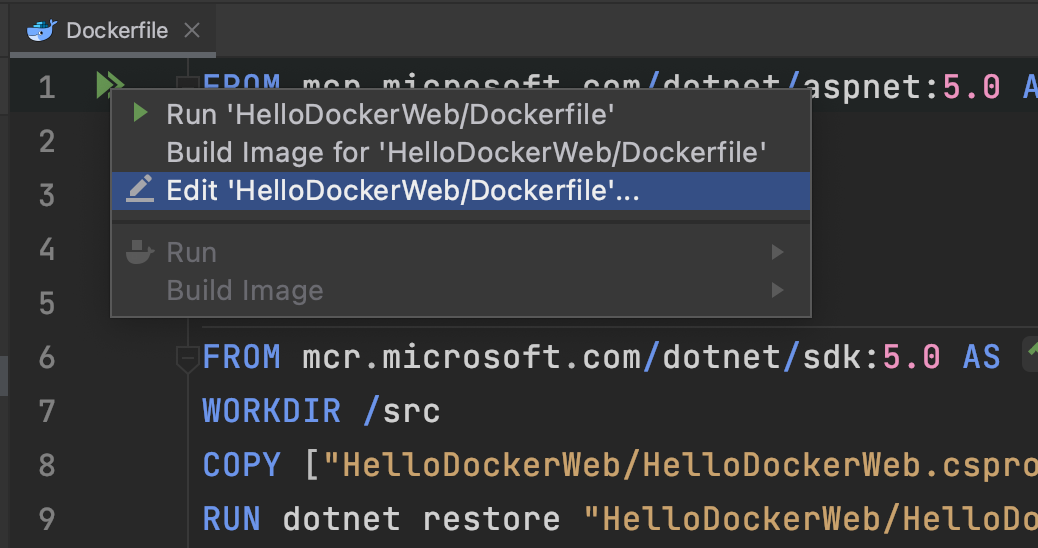 Dockerfile
1 FROM mcr.microsoft.com/dotnet/aspnet:5.0 A
Run 'HelloDockerWeb/Dockerfile'
2
Build Image for 'HelloDockerWeb/Dockerfile'
3
Edit 'HelloDockerWeb/Dockerfile'...
4
Run
Build Image
5
6 FROM mcr.microsoft.com/dotnet/sdk:5.0 AS
7 WORKDIR /src
8 COPY ["HelloDockerWeb/HelloDockerWeb.cspro
9 RUN dotnet restore "HelloDockerWeb/HelloDo